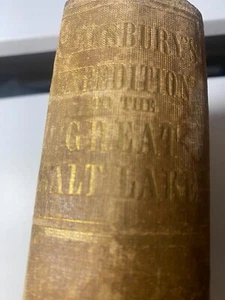 STANSBURY'S
EXPEDITION
TO THE
GREAT
SALT LAKE